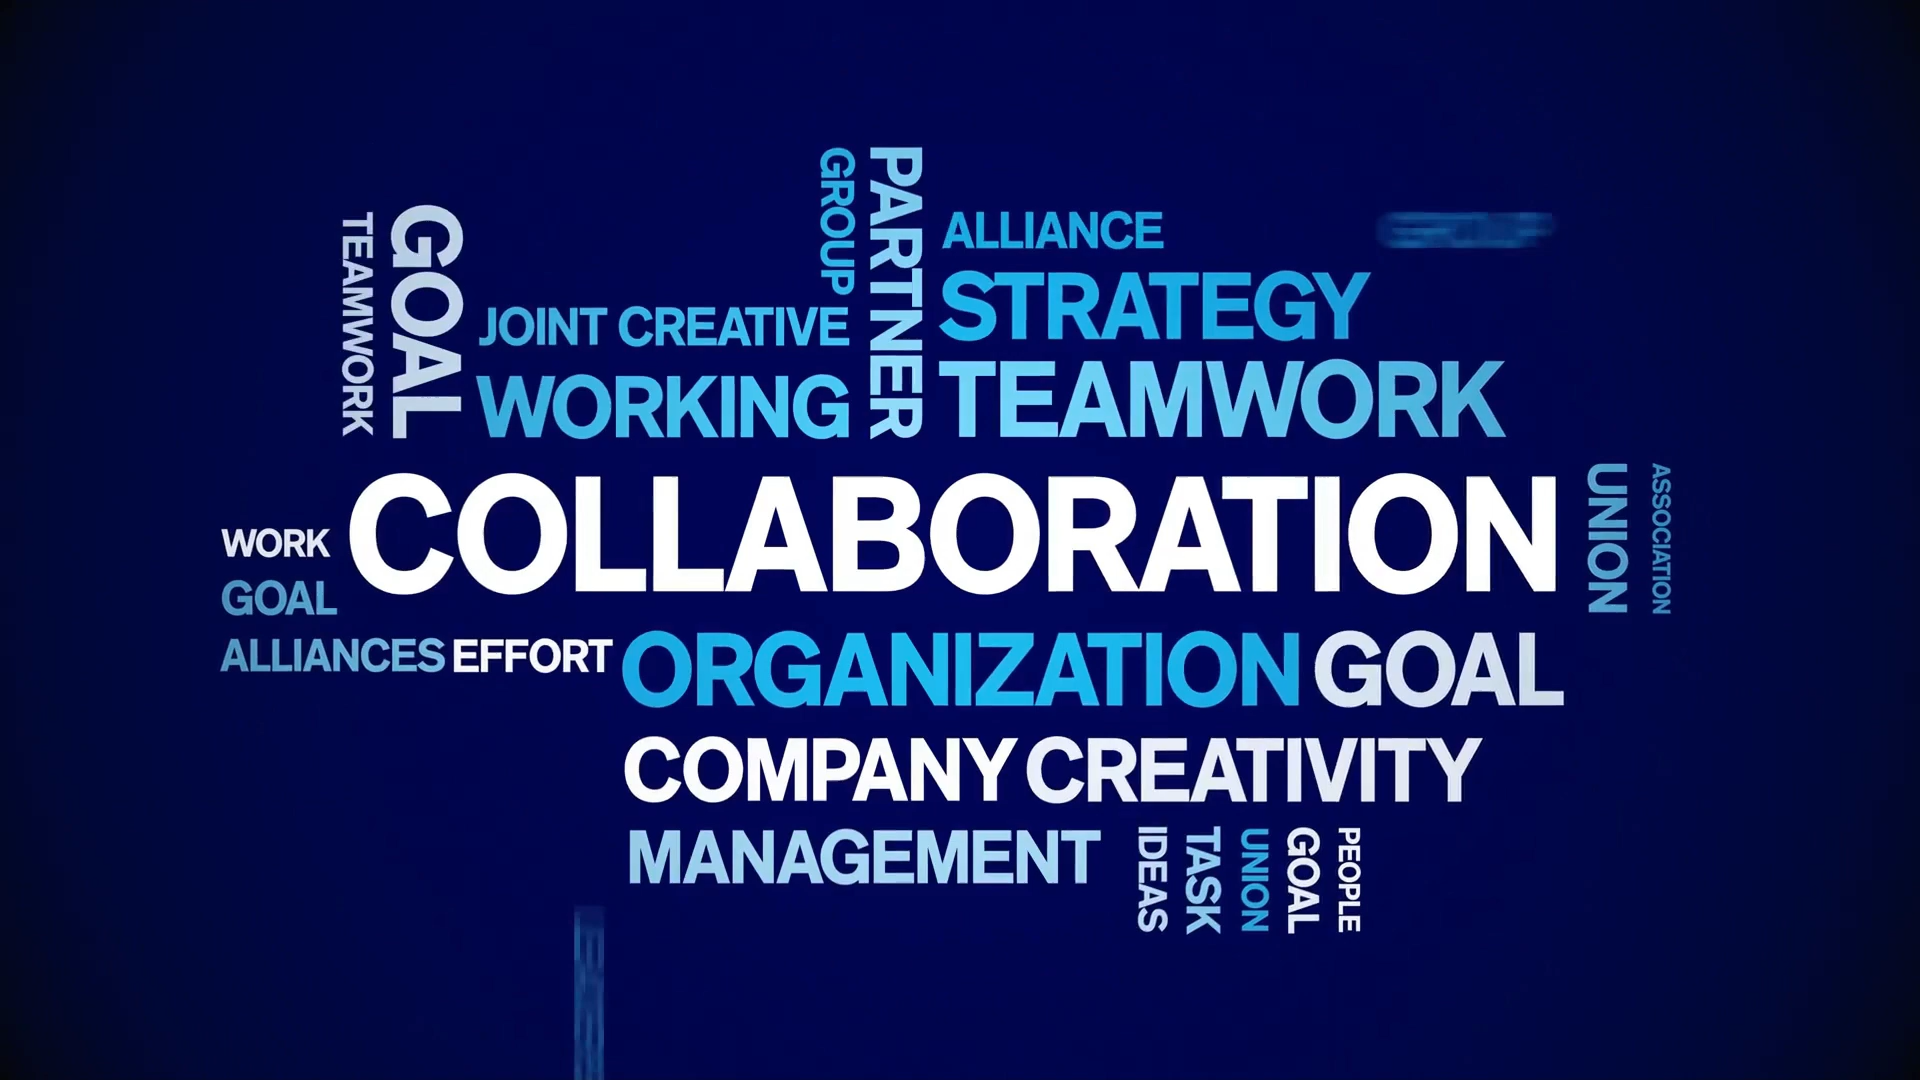 GROUP
PARTNER
TEAMWORK
GOAL
ALLIANCE
JOINT CREATIVE
STRATEGY
WORKING
TEAMWORK
COLLABORATION
UNION
ASSOCIATION
WORK
GOAL
ALLIANCES EFFORT
ORGANIZATION GOAL
COMPANY CREATIVITY
MANAGEMENT
IDEAS
TASK
UNION
GOAL
PEOPLE